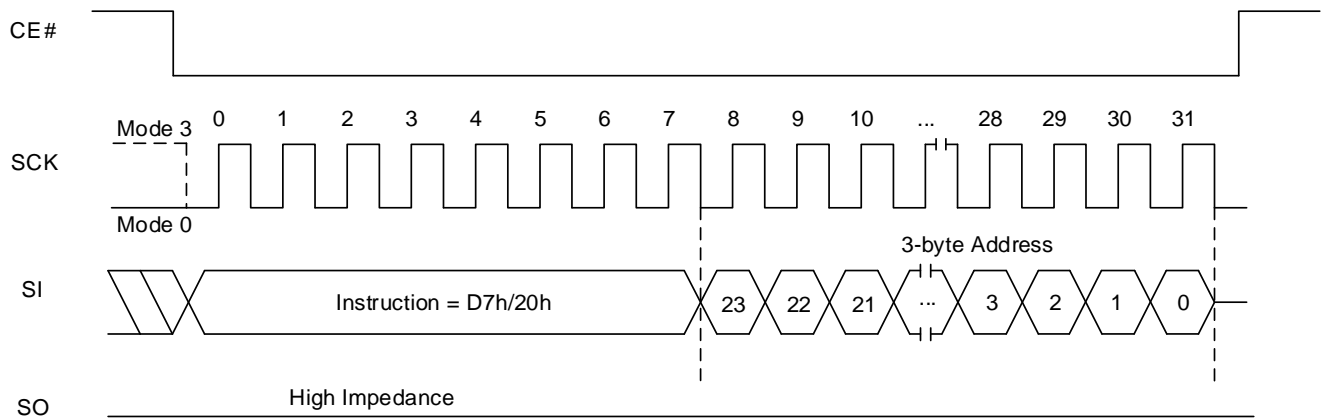 CE#
0 1 2 3 4 5 6 7 8 9 10 ... 28 29 30 31
Mode 3
SCK
Mode 0
3-byte Address
SI
Instruction = D7h/20h 23 22 21 ... 3 2 1 0
High Impedance
SO